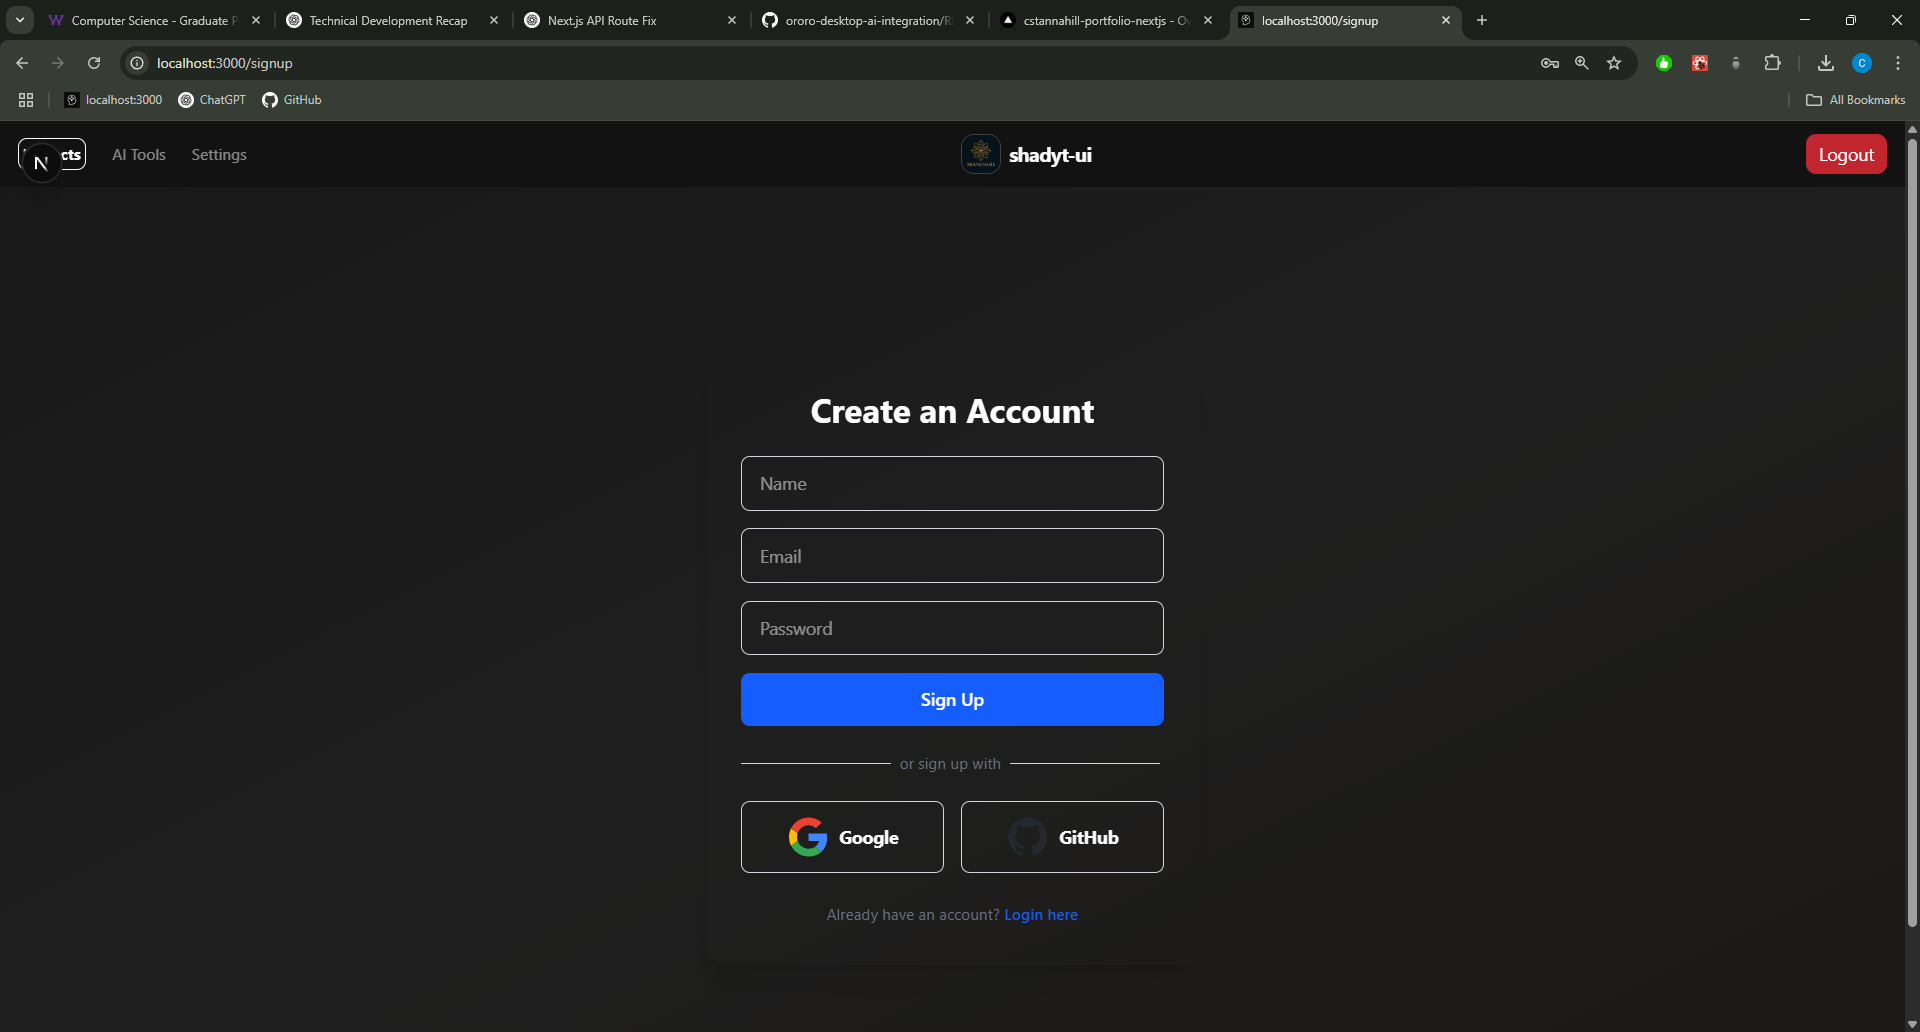 Computer Science - Graduate P
Technical Development Recap
Next.js API Route Fix
ororo-desktop-ai-integration/R
cstannahill-portfolio-nextjs - Ov
localhost:3000/signup
localhost:3000/signup
C
localhost:3000
ChatGPT
GitHub
All Bookmarks
N
cts
AI Tools
Settings
BRAND NAME
shadyt-ui
Logout
Create an Account
Name
Email
Password
Sign Up
or sign up with
Google
GitHub
Already have an account? Login here